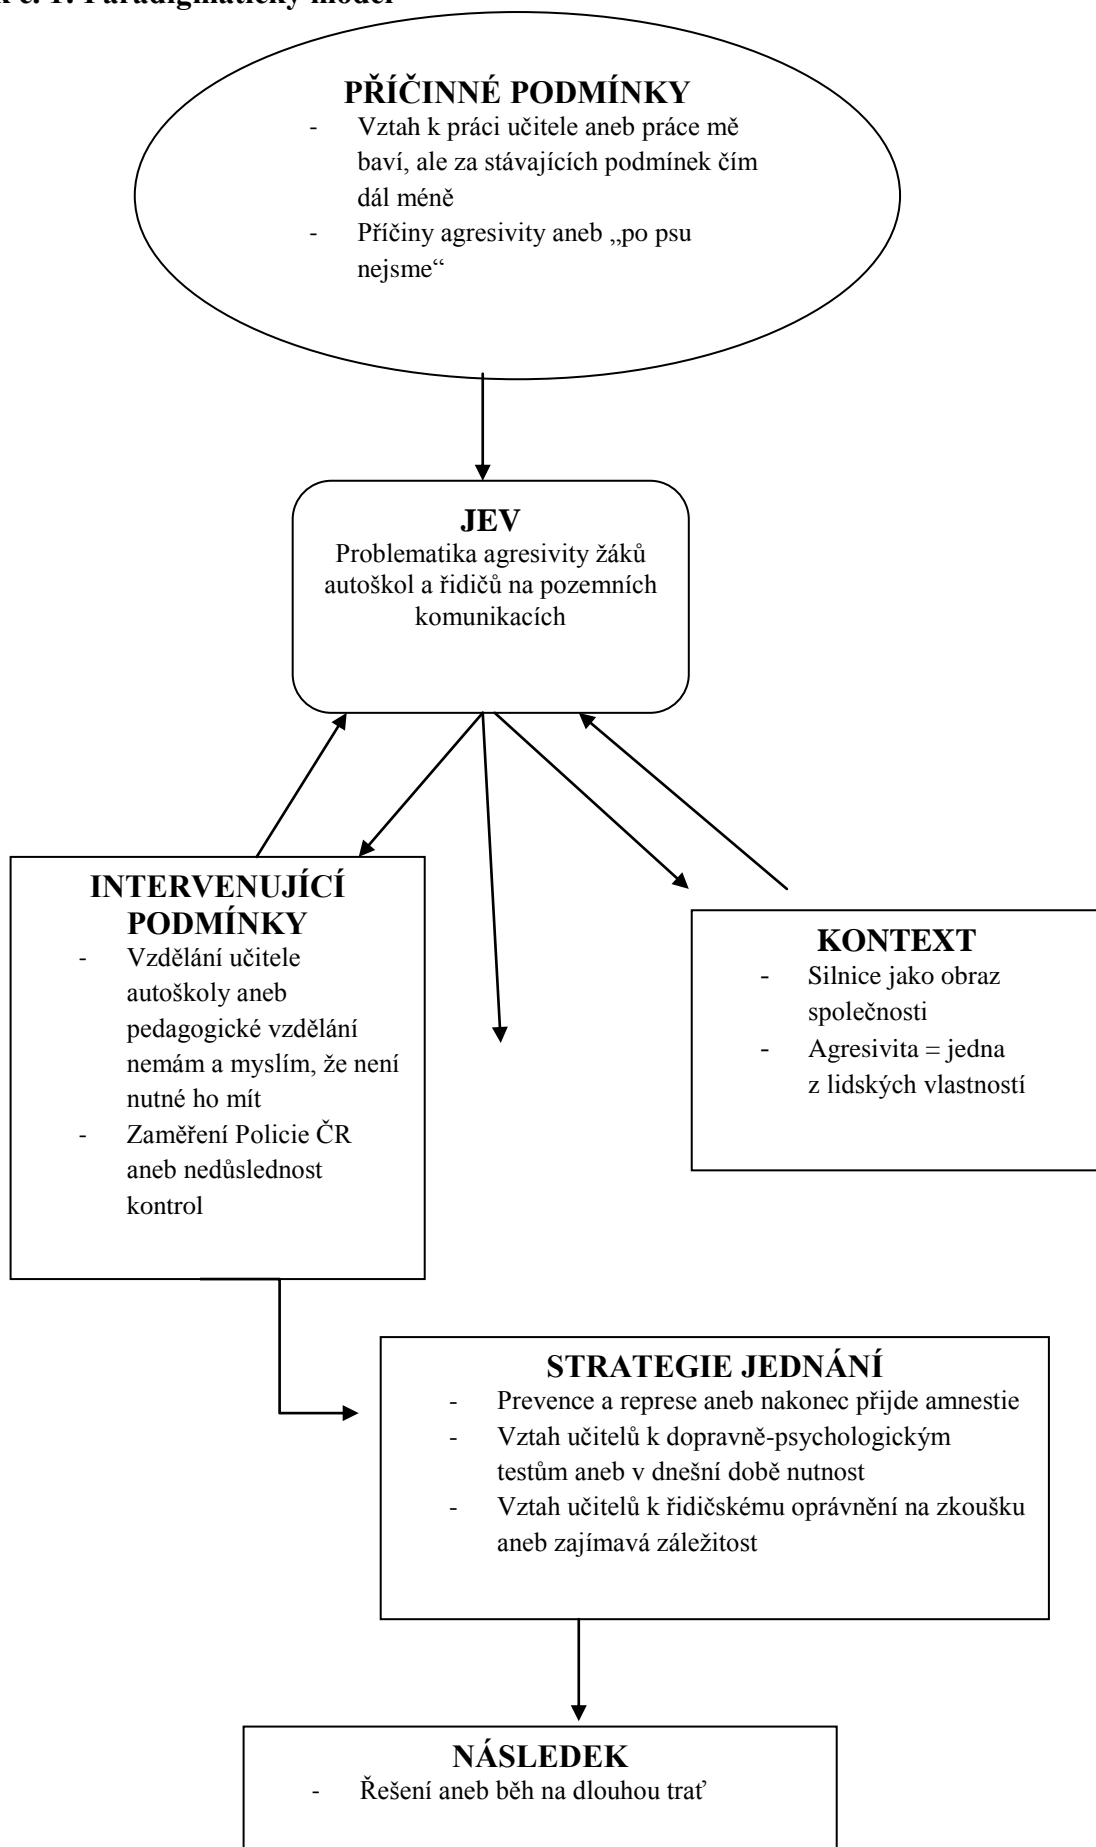 č. 1: Paradigmatický model
PŘÍČINNÉ PODMÍNKY
- Vztah k práci učitele aneb práce mě
baví, ale za stávajících podmínek čím
dál méně
- Příčiny agresivity aneb „po psu
nejsme“
JEV
Problematika agresivity žáků
autoškol a řidičů na pozemních
komunikacích
INTERVENUJÍCÍ
PODMÍNKY
- Vzdělání učitele
autoškoly aneb
pedagogické vzdělání
nemám a myslím, že není
nutné ho mít
- Zaměření Policie ČR
aneb nedůslednost
kontrol
KONTEXT
- Silnice jako obraz
společnosti
- Agresivita = jedna
z lidských vlastností
STRATEGIE JEDNÁNÍ
- Prevence a represe aneb nakonec přijde amnestie
- Vztah učitelů k dopravně-psychologickým
testům aneb v dnešní době nutnost
- Vztah učitelů k řidičskému oprávnění na zkoušku
aneb zajímavá záležitost
NÁSLEDEK
- Řešení aneb běh na dlouhou trať